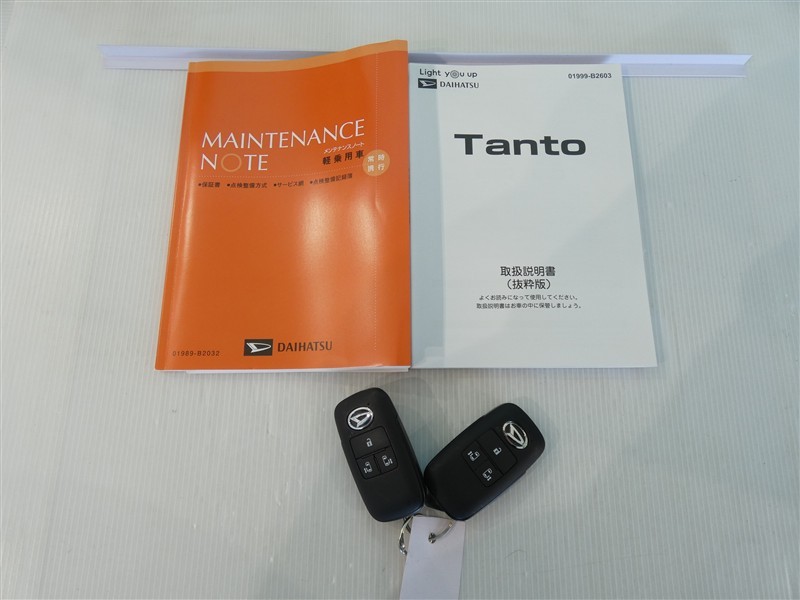 MAINTENANCE
NOTE
メンテナンスノート
軽乗用車
常時
携行
●保証書 ●点検整備方式 ●サービス網 ●点検整備記録簿
01989-B2032
DAIHATSU
Light you up
DAIHATSU
01999-B2603
Tanto
取扱説明書
(抜粋版)
よくお読みになって使用してください。
取扱説明書はお車の中に保管しましょう。